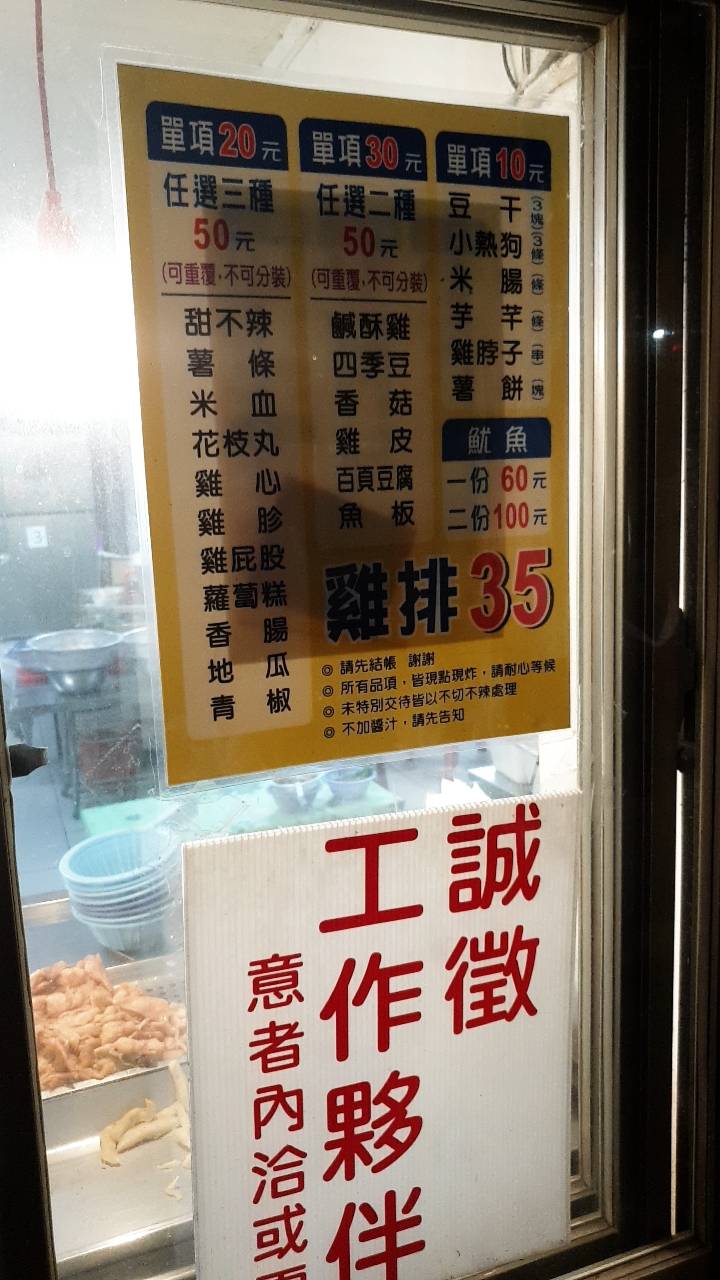 單項20元
任選三種
50元
(可重覆,不可分裝)
甜不辣
薯條
米血
花枝丸
雞心
雞胗
雞屁股
蘿蔔糕
香腸
地瓜
青椒
單項30元
任選二種
50元
(可重覆,不可分裝)
鹹酥雞
四季豆
香菇
雞皮
百頁豆腐
魚板
單項10元
豆干(3塊)
小熱狗(3條)
米腸(條)
芋芊(條)
雞脖子(串)
薯餅(塊)
魷魚
一份60元
二份100元
雞排35
◎ 請先結帳 謝謝
◎ 所有品項,皆現點現炸,請耐心等候
◎ 未特別交待皆以不切不辣處理
◎ 不加醬汁,請先告知
誠徵
工作夥伴
意者內洽或
3